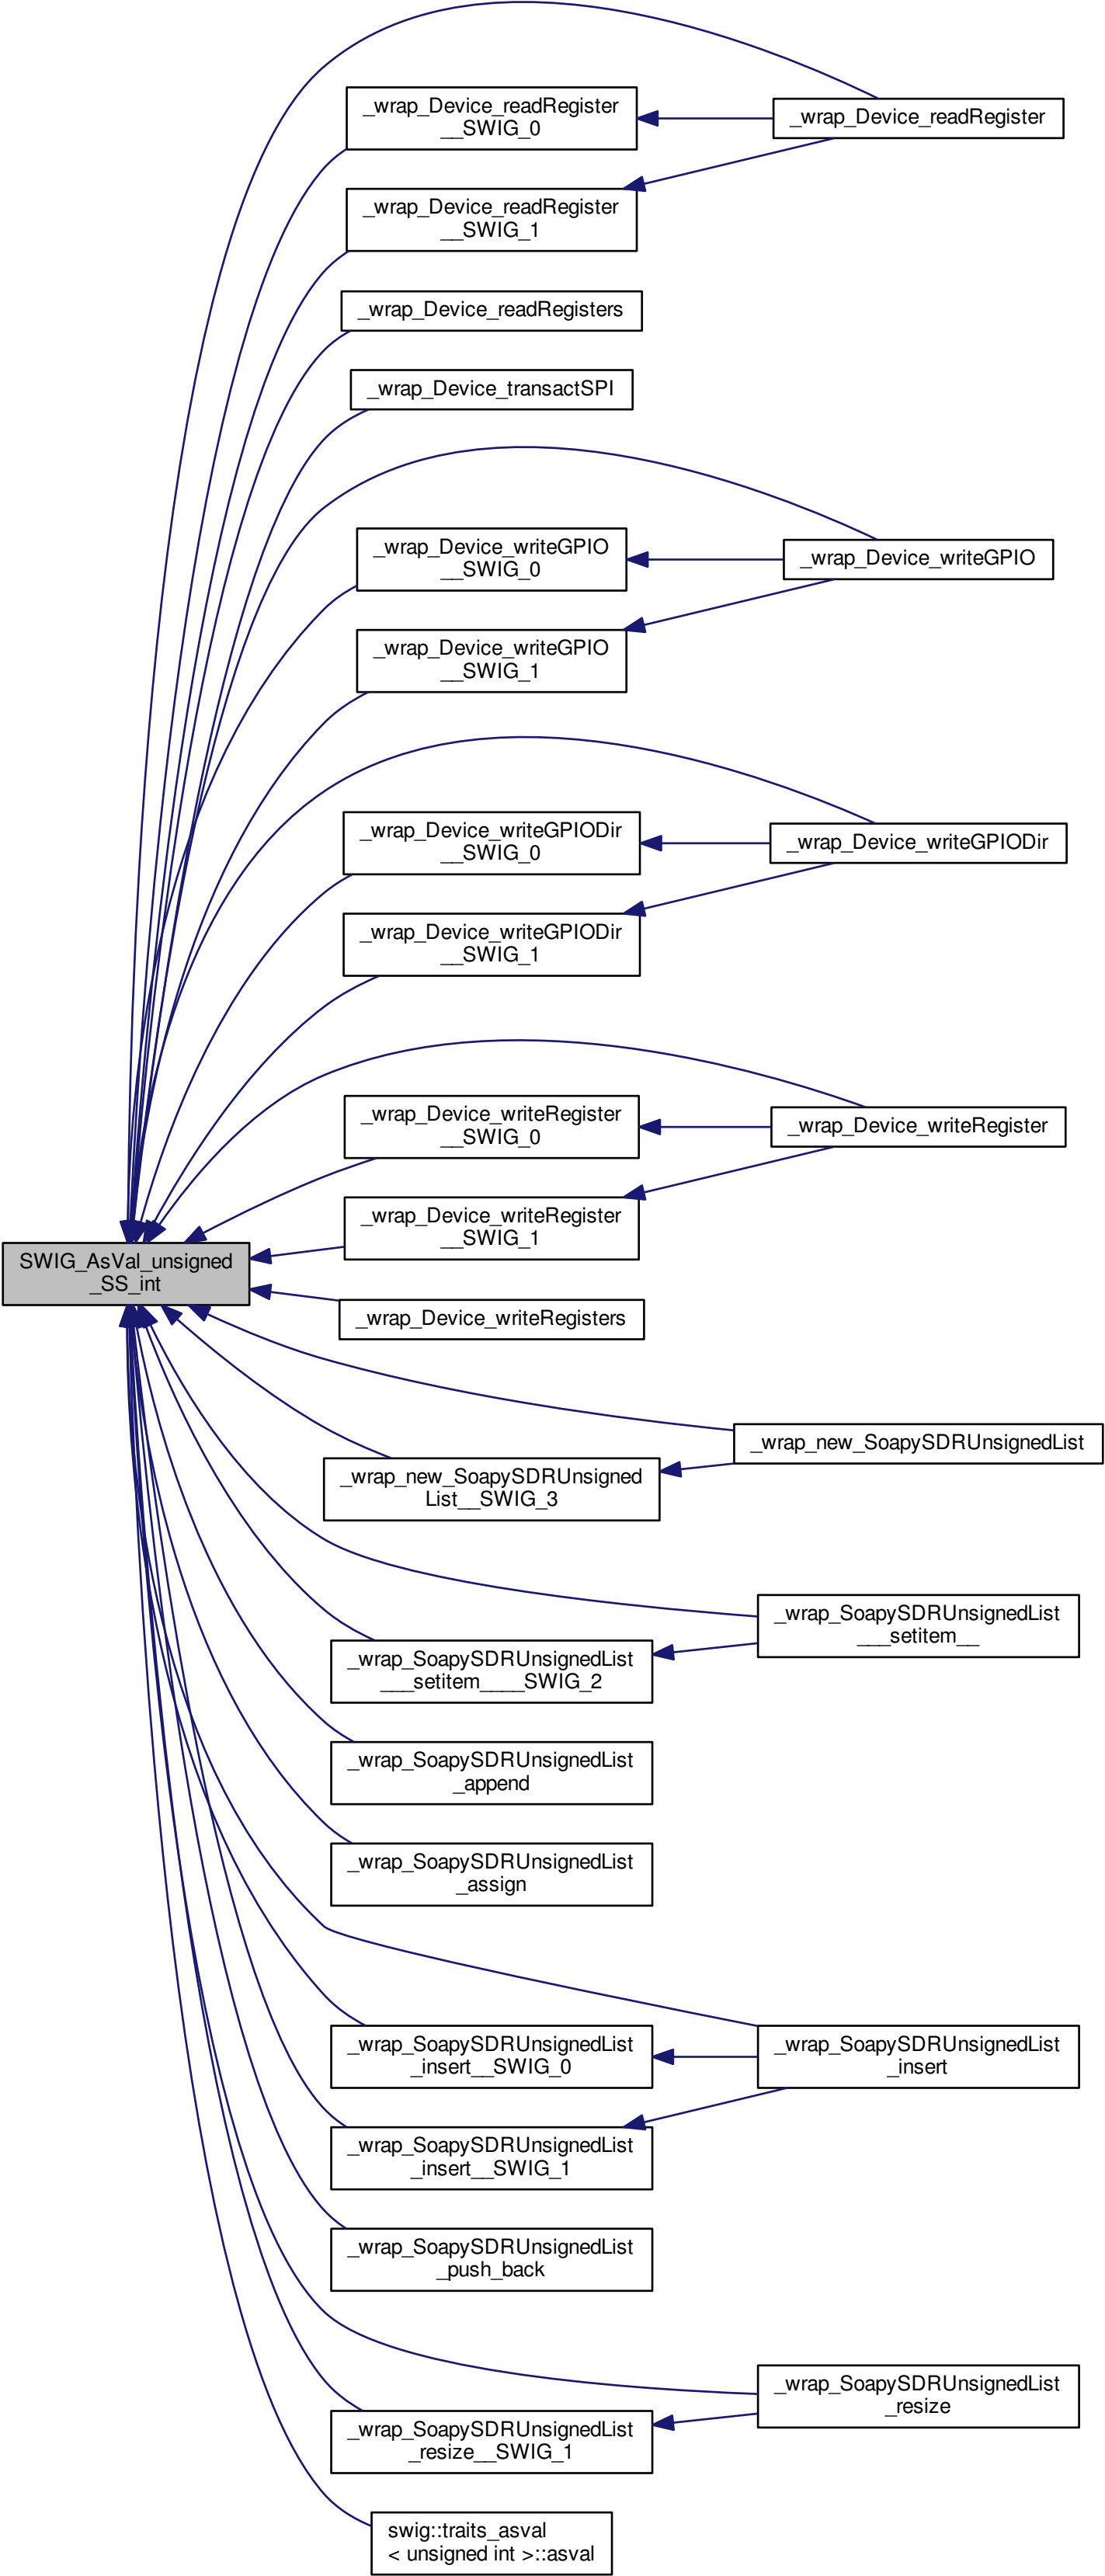 _wrap_Device_readRegister
__SWIG_0
_wrap_Device_readRegister
_wrap_Device_readRegister
__SWIG_1
_wrap_Device_readRegisters
_wrap_Device_transactSPI
_wrap_Device_writeGPIO
__SWIG_0
_wrap_Device_writeGPIO
_wrap_Device_writeGPIO
__SWIG_1
_wrap_Device_writeGPIODir
__SWIG_0
_wrap_Device_writeGPIODir
_wrap_Device_writeGPIODir
__SWIG_1
_wrap_Device_writeRegister
__SWIG_0
_wrap_Device_writeRegister
_wrap_Device_writeRegister
__SWIG_1
SWIG_AsVal_unsigned
_SS_int
_wrap_Device_writeRegisters
_wrap_new_SoapySDRUnsignedList
_wrap_new_SoapySDRUnsigned
List__SWIG_3
_wrap_SoapySDRUnsignedList
___setitem__
_wrap_SoapySDRUnsignedList
___setitem____SWIG_2
_wrap_SoapySDRUnsignedList
_append
_wrap_SoapySDRUnsignedList
_assign
_wrap_SoapySDRUnsignedList
_insert__SWIG_0
_wrap_SoapySDRUnsignedList
_insert
_wrap_SoapySDRUnsignedList
_insert__SWIG_1
_wrap_SoapySDRUnsignedList
_push_back
_wrap_SoapySDRUnsignedList
_resize
_wrap_SoapySDRUnsignedList
_resize__SWIG_1
swig::traits_asval
< unsigned int >::asval